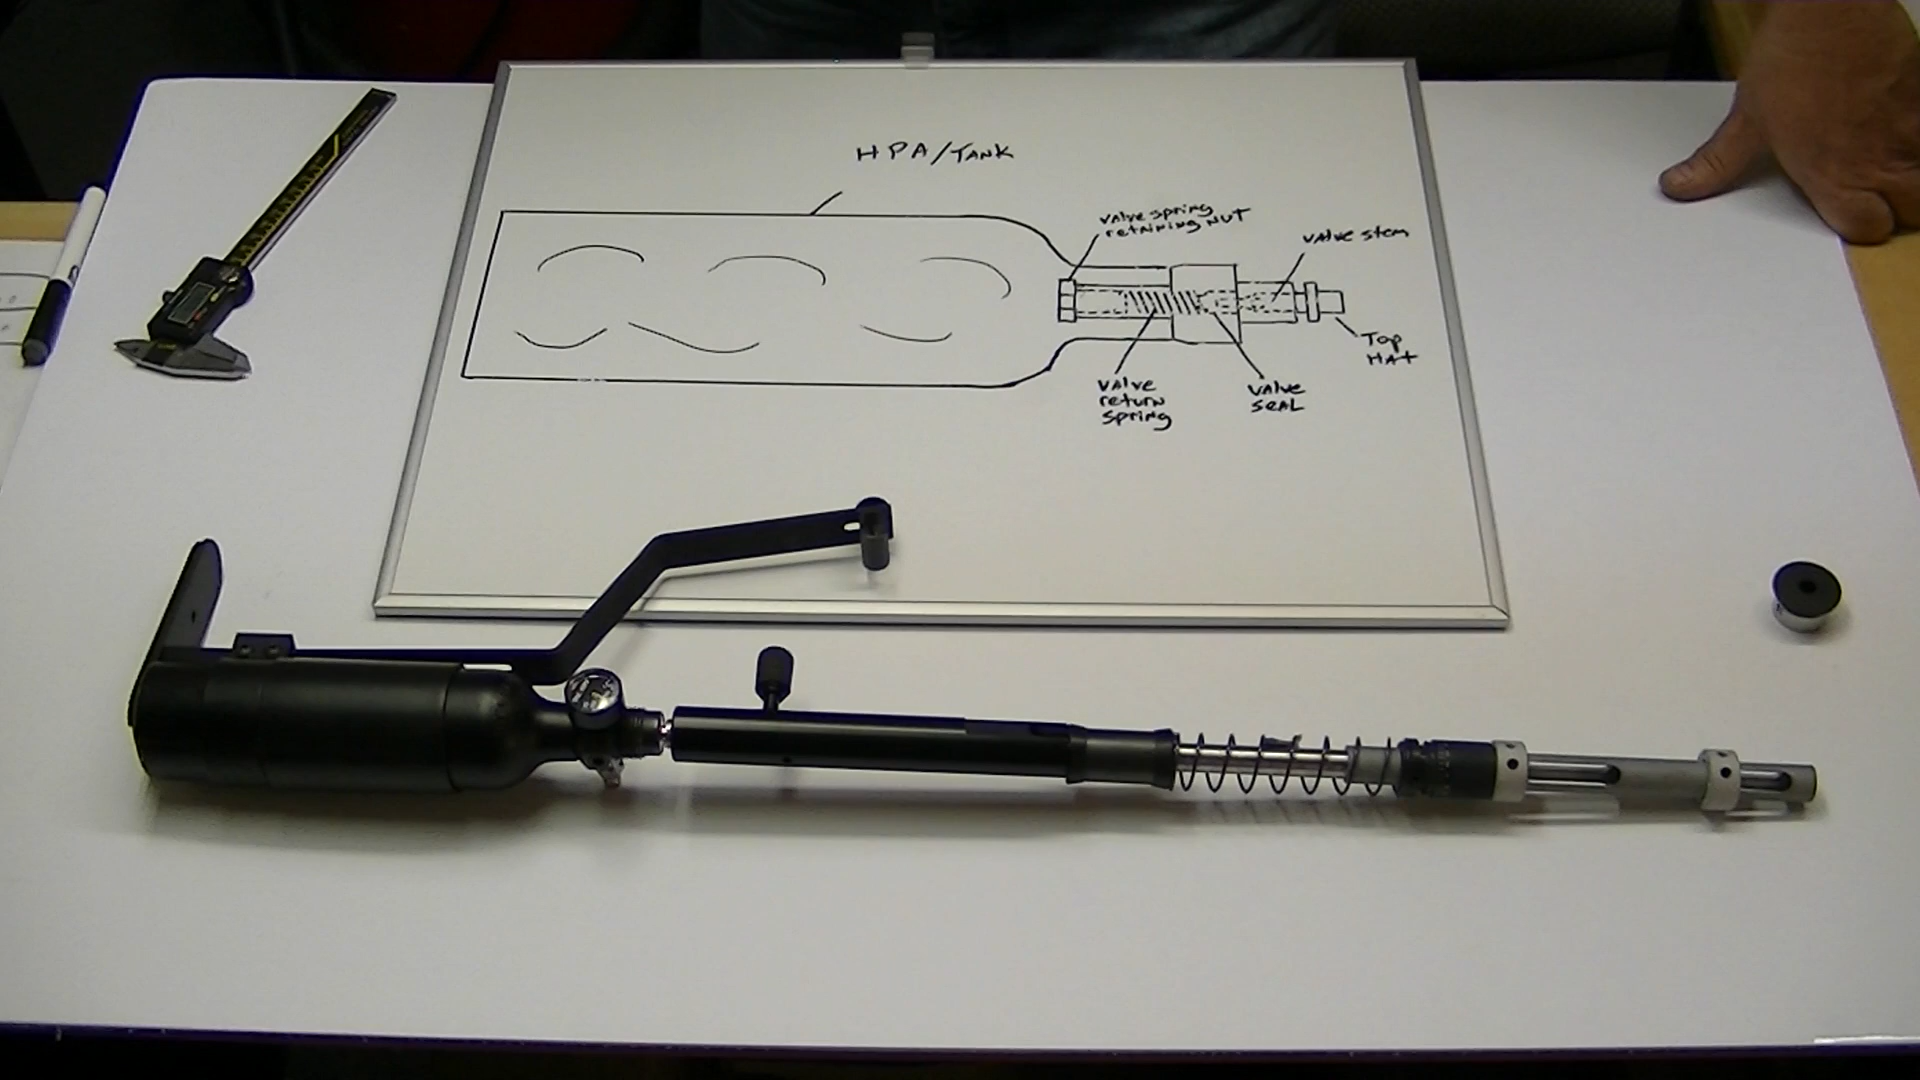 HPA/TANK
valve spring
retaining NUT
valve stem
Top
HAT
valve
return
spring
valve
SEAL